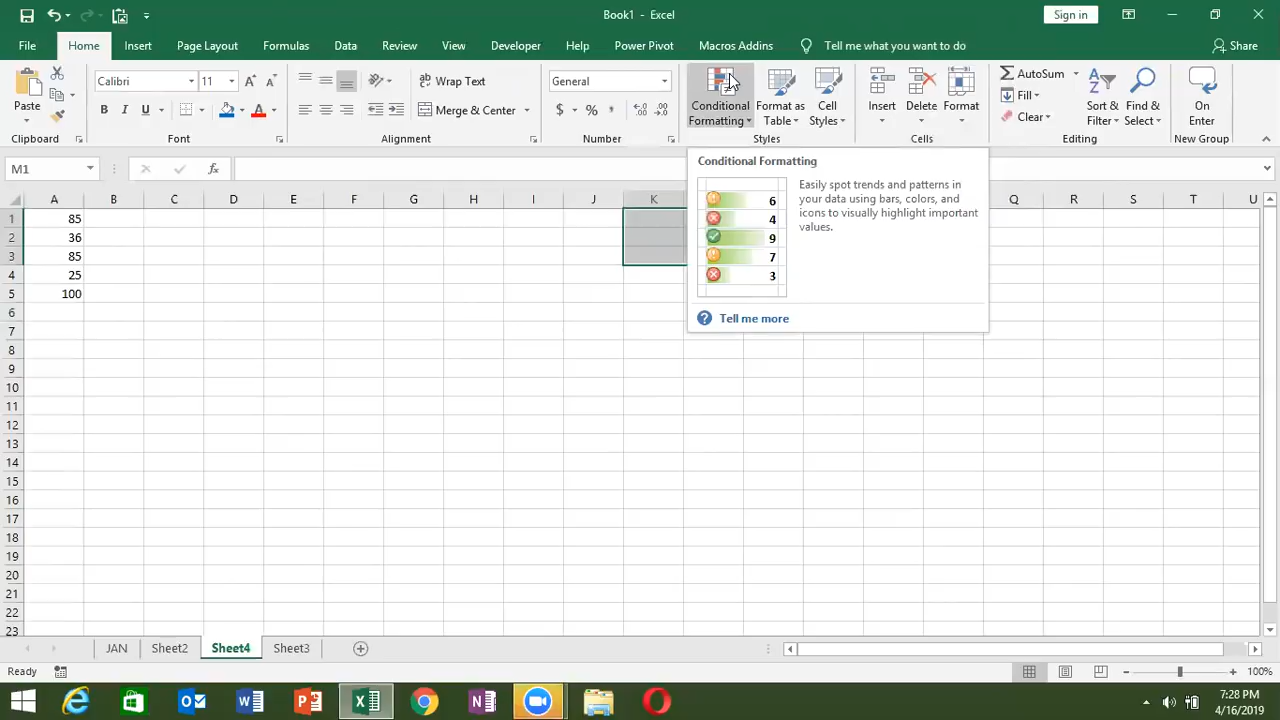 Book1 - Excel
Sign in
File Home Insert Page Layout Formulas Data Review View Developer Help Power Pivot Macros Addins Tell me what you want to do Share
Paste
Calibri 11
B I U
Wrap Text
Merge & Center
General
$ % ,
Conditional Formatting
Format as Table
Cell Styles
Insert
Delete
Format
AutoSum
Fill
Clear
Sort & Filter
Find & Select
On Enter
Clipboard Font Alignment Number Styles Cells Editing New Group
M1 fx
Conditional Formatting
Easily spot trends and patterns in
your data using bars, colors, and
icons to visually highlight important
values.
6
4
9
7
3
Tell me more
A B C D E F G H I J K Q R S T U
1 85
2 36
3 85
4 25
5 100
6
7
8
9
10
11
12
13
14
15
16
17
18
19
20
21
22
23
JAN Sheet2 Sheet4 Sheet3
Ready 100%
7:28 PM
4/16/2019